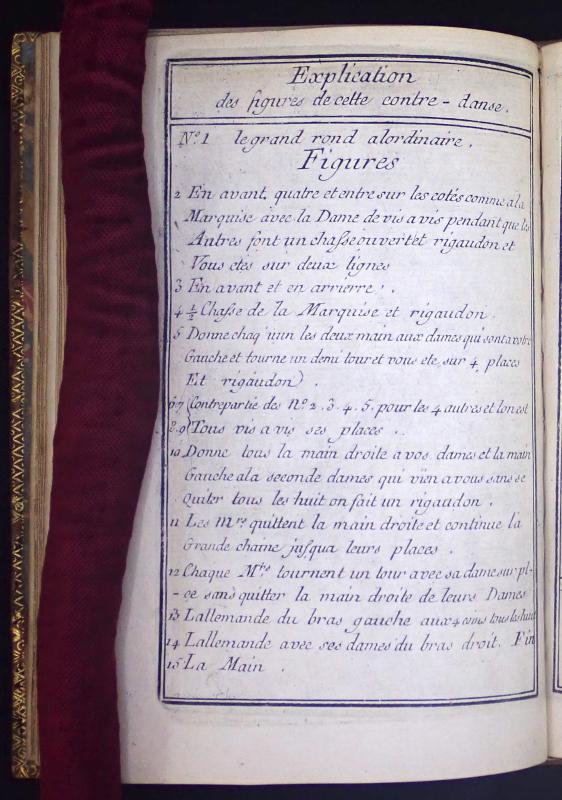 Explication
des figures de cette contre-danse.
N.o 1 le grand rond alordinaire.
Figures
2 En avant, quatre et entre sur les cotés comme a la
Marquise avec la Dame de vis a vis pendant que les
Autres font un chasse ouvert et rigaudon et
Vous etes sur deux lignes
3 En avant et en arrierre.
4 ½ Chasse de la Marquise et rigaudon.
5 Donne chaq'uun les deux main aux dames qui sont a votre
Gauche et tourne un demi tour et vous ete sur 4 places
Et rigaudon.
6.7 Contrepartie des N.o 2. 3. 4. 5. pour les 4 autres et lon est
8.9 Tous vis a vis ses places.
10 Donne tous la main droite a vos dames et la main
Gauche a la seconde dames qui vien a vous sans se
Quiter tous les huit on fait un rigaudon.
11 Les Mrs quittent la main droite et continue la
Grande chaine jusqua leurs places.
12 Chaque Mrs tournent un tour avec sa dame sur pl-
-ce sans quitter la main droite de leurs Dames
13 Lallemande du bras gauche aux 4 coins tous les huit
14 Lallemande avec ses dames du bras droit. Fin
15 La Main.